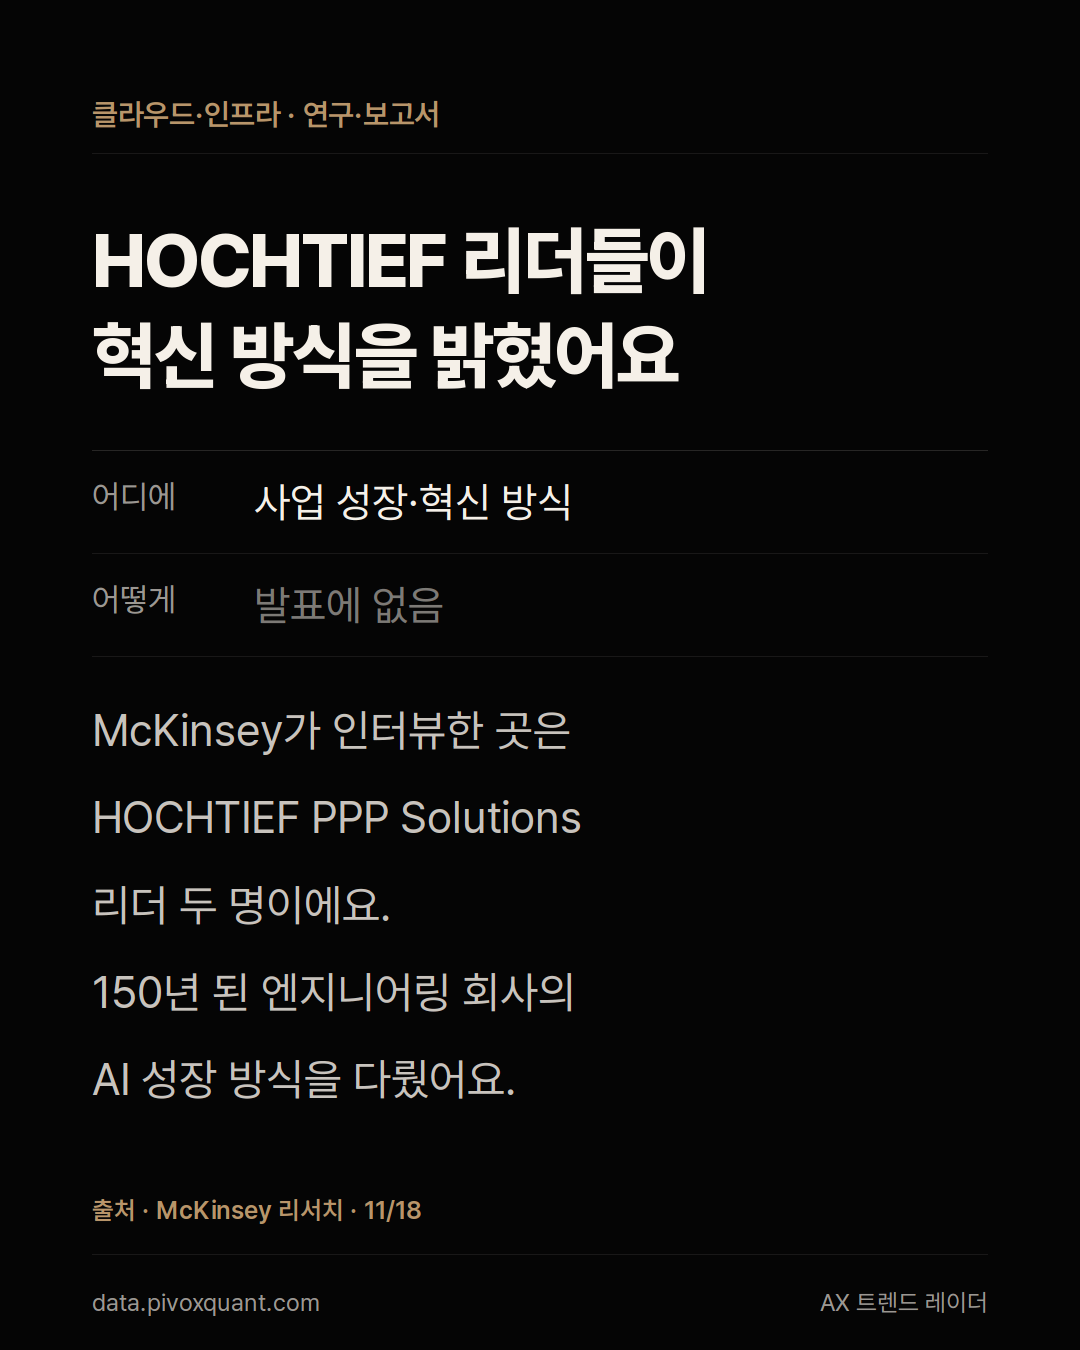 클라우드·인프라 · 연구·보고서
HOCHTIEF 리더들이
혁신 방식을 밝혔어요
어디에 사업 성장·혁신 방식
어떻게 발표에 없음
McKinsey가 인터뷰한 곳은
HOCHTIEF PPP Solutions
리더 두 명이에요.
150년 된 엔지니어링 회사의
AI 성장 방식을 다뤘어요.
출처 · McKinsey 리서치 · 11/18
data.pivoxquant.com AX 트렌드 레이더